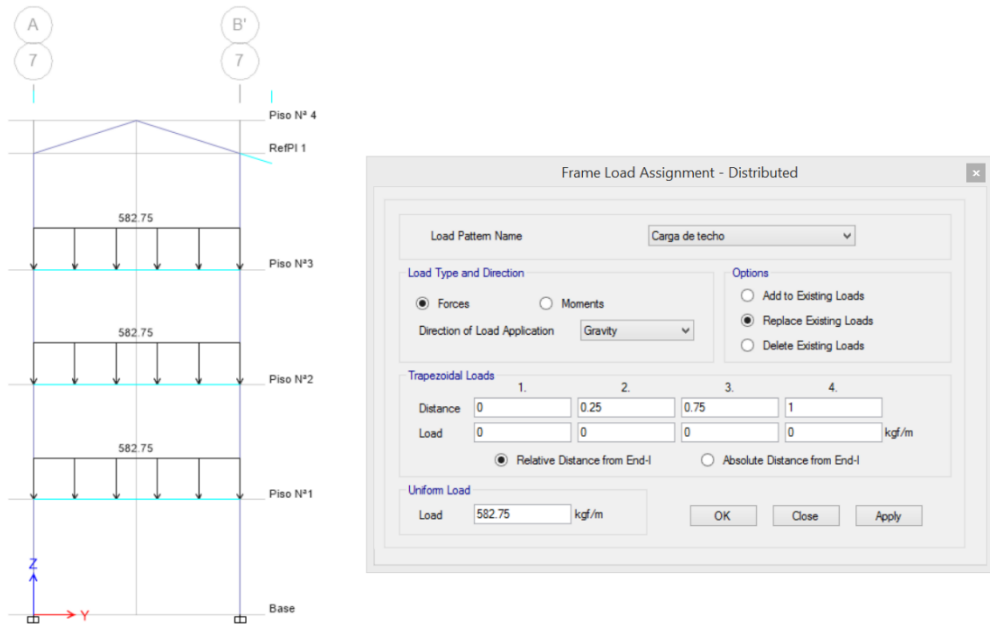 A
B'
7
7
Piso Nª 4
RefPl 1
582.75
Piso Nª3
582.75
Piso Nª2
582.75
Piso Nª1
Z
Y
Base
Frame Load Assignment - Distributed
Load Pattern Name
Carga de techo
Load Type and Direction
Forces
Moments
Direction of Load Application
Gravity
Options
Add to Existing Loads
Replace Existing Loads
Delete Existing Loads
Trapezoidal Loads
1. 2. 3. 4.
Distance 0 0.25 0.75 1
Load 0 0 0 0 kgf/m
Relative Distance from End-I
Absolute Distance from End-I
Uniform Load
Load 582.75 kgf/m
OK Close Apply